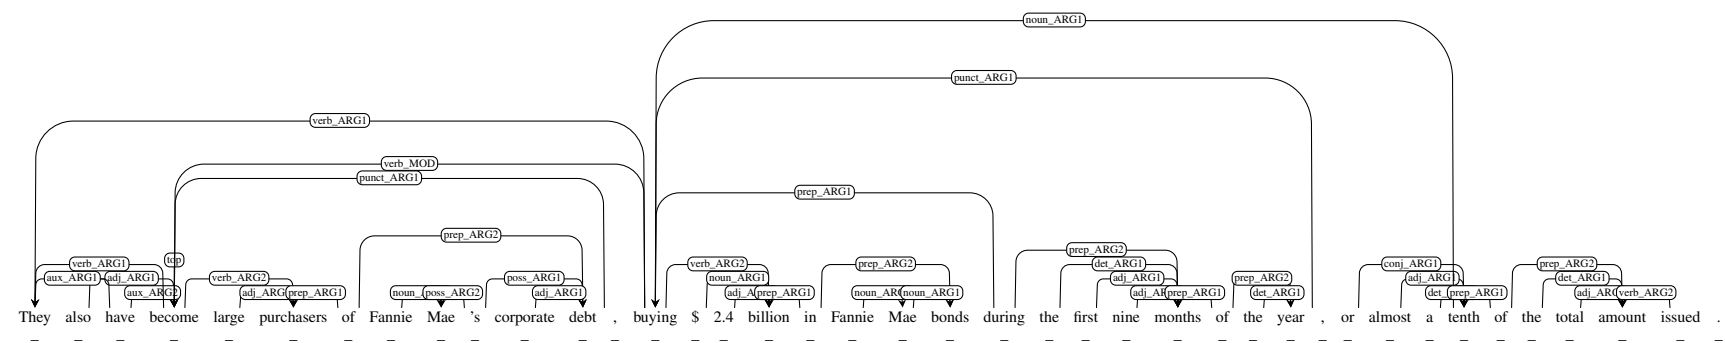 noun_ARG1
punct_ARG1
verb_ARG1
verb_MOD
punct_ARG1
prep_ARG1
prep_ARG2
prep_ARG2
top
verb_ARG1 verb_ARG2 prep_ARG2 det_ARG1 conj_ARG1 prep_ARG2
aux_ARG1 adj_ARG1 verb_ARG2 poss_ARG1 noun_ARG1 adj_ARG1 prep_ARG2 adj_ARG1 det_ARG1
aux_ARG2 prep_ARG1 poss_ARG2 adj_ARG1 prep_ARG1 noun_ARG1 prep_ARG1 det_ARG1 prep_ARG1 verb_ARG2
They also have become large purchasers of Fannie Mae 's corporate debt , buying $ 2.4 billion in Fannie Mae bonds during the first nine months of the year , or almost a tenth of the total amount issued .